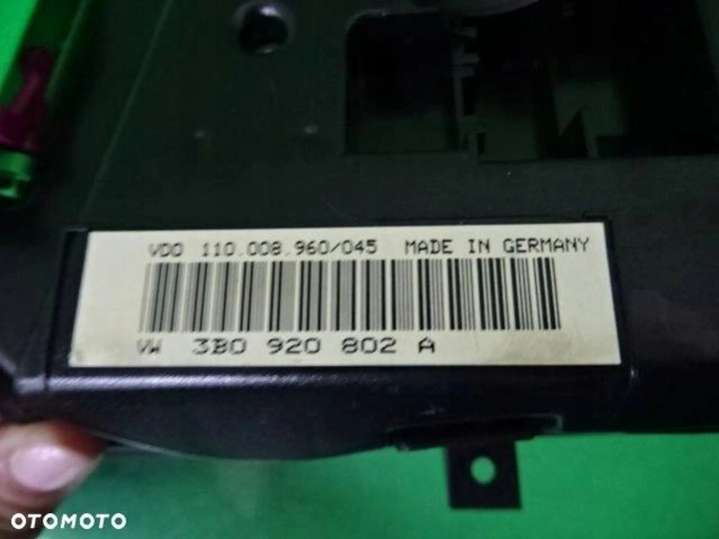 VDO 110.008.960/045 MADE IN GERMANY
VW 3B0 920 802 A
OTOMOTO